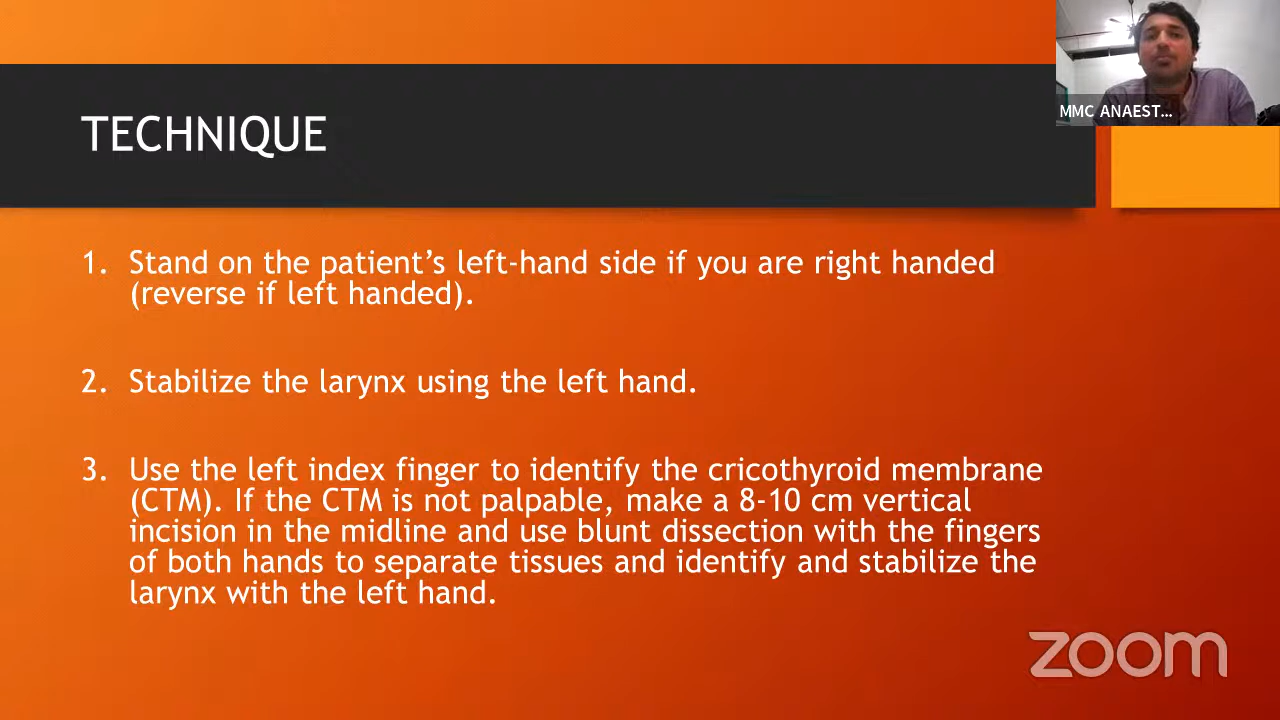 MMC ANAEST...
TECHNIQUE
1. Stand on the patient’s left-hand side if you are right handed
(reverse if left handed).
2. Stabilize the larynx using the left hand.
3. Use the left index finger to identify the cricothyroid membrane
(CTM). If the CTM is not palpable, make a 8-10 cm vertical
incision in the midline and use blunt dissection with the fingers
of both hands to separate tissues and identify and stabilize the
larynx with the left hand.
zoom